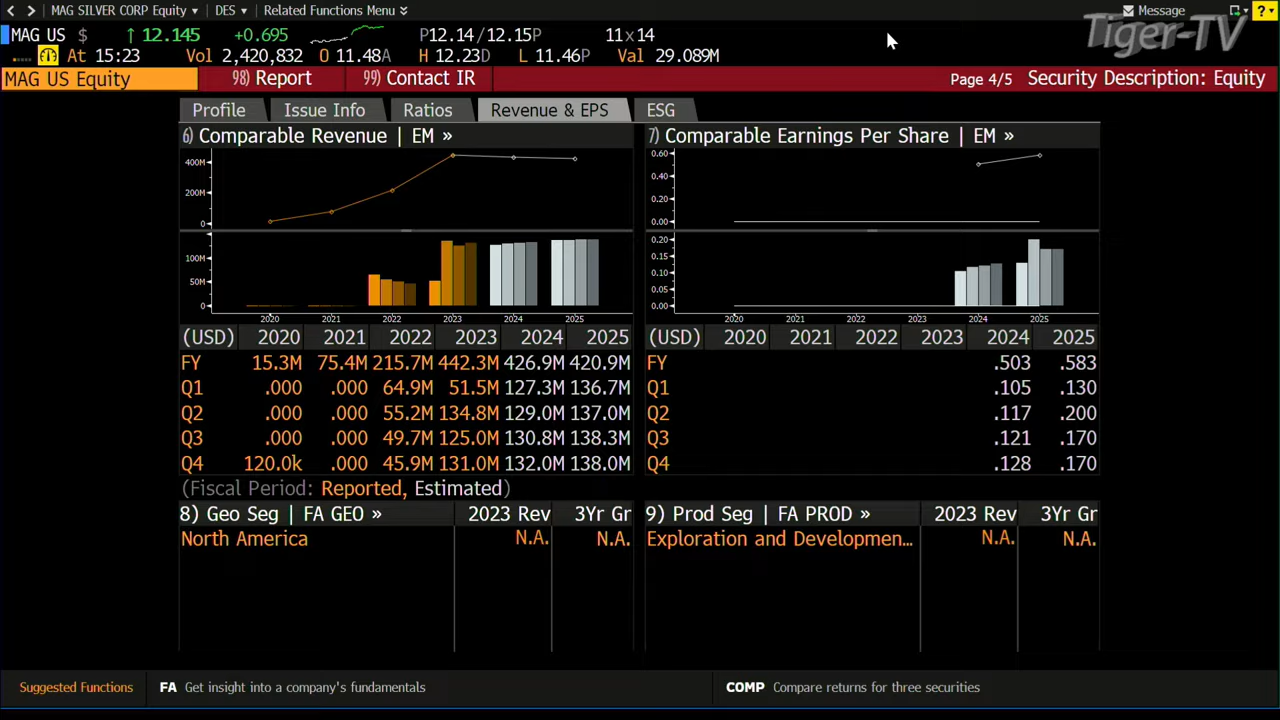 MAG SILVER CORP Equity DES Related Functions Menu Message
MAG US $ ↑ 12.145 +0.695 P12.14 / 12.15P 11 x 14
At 15:23 Vol 2,420,832 O 11.48A H 12.23D L 11.46P Val 29.089M
Tiger-TV
MAG US Equity 98) Report 99) Contact IR Page 4/5 Security Description: Equity
Profile Issue Info Ratios Revenue & EPS ESG
6) Comparable Revenue | EM »
400M
200M
0
100M
50M
0
2020 2021 2022 2023 2024 2025
(USD) 2020 2021 2022 2023 2024 2025
FY 15.3M 75.4M 215.7M 442.3M 426.9M 420.9M
Q1 .000 .000 64.9M 51.5M 127.3M 136.7M
Q2 .000 .000 55.2M 134.8M 129.0M 137.0M
Q3 .000 .000 49.7M 125.0M 130.8M 138.3M
Q4 120.0k .000 45.9M 131.0M 132.0M 138.0M
(Fiscal Period: Reported, Estimated)
7) Comparable Earnings Per Share | EM »
0.60
0.40
0.20
0.00
0.20
0.15
0.10
0.05
0.00
2020 2021 2022 2023 2024 2025
(USD) 2020 2021 2022 2023 2024 2025
FY .503 .583
Q1 .105 .130
Q2 .117 .200
Q3 .121 .170
Q4 .128 .170
8) Geo Seg | FA GEO » 2023 Rev 3Yr Gr
North America N.A. N.A.
9) Prod Seg | FA PROD » 2023 Rev 3Yr Gr
Exploration and Developmen... N.A. N.A.
Suggested Functions FA Get insight into a company's fundamentals COMP Compare returns for three securities